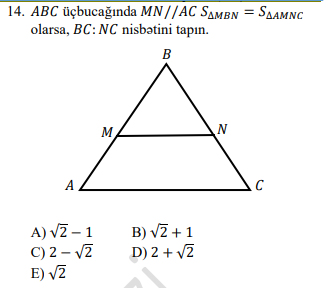 14. ABC üçbucağında MN//AC S∆MBN = S∆AMNC
olarsa, BC: NC nisbətini tapın.
B
M
N
A
C
A) √2 − 1 B) √2 + 1
C) 2 − √2 D) 2 + √2
E) √2